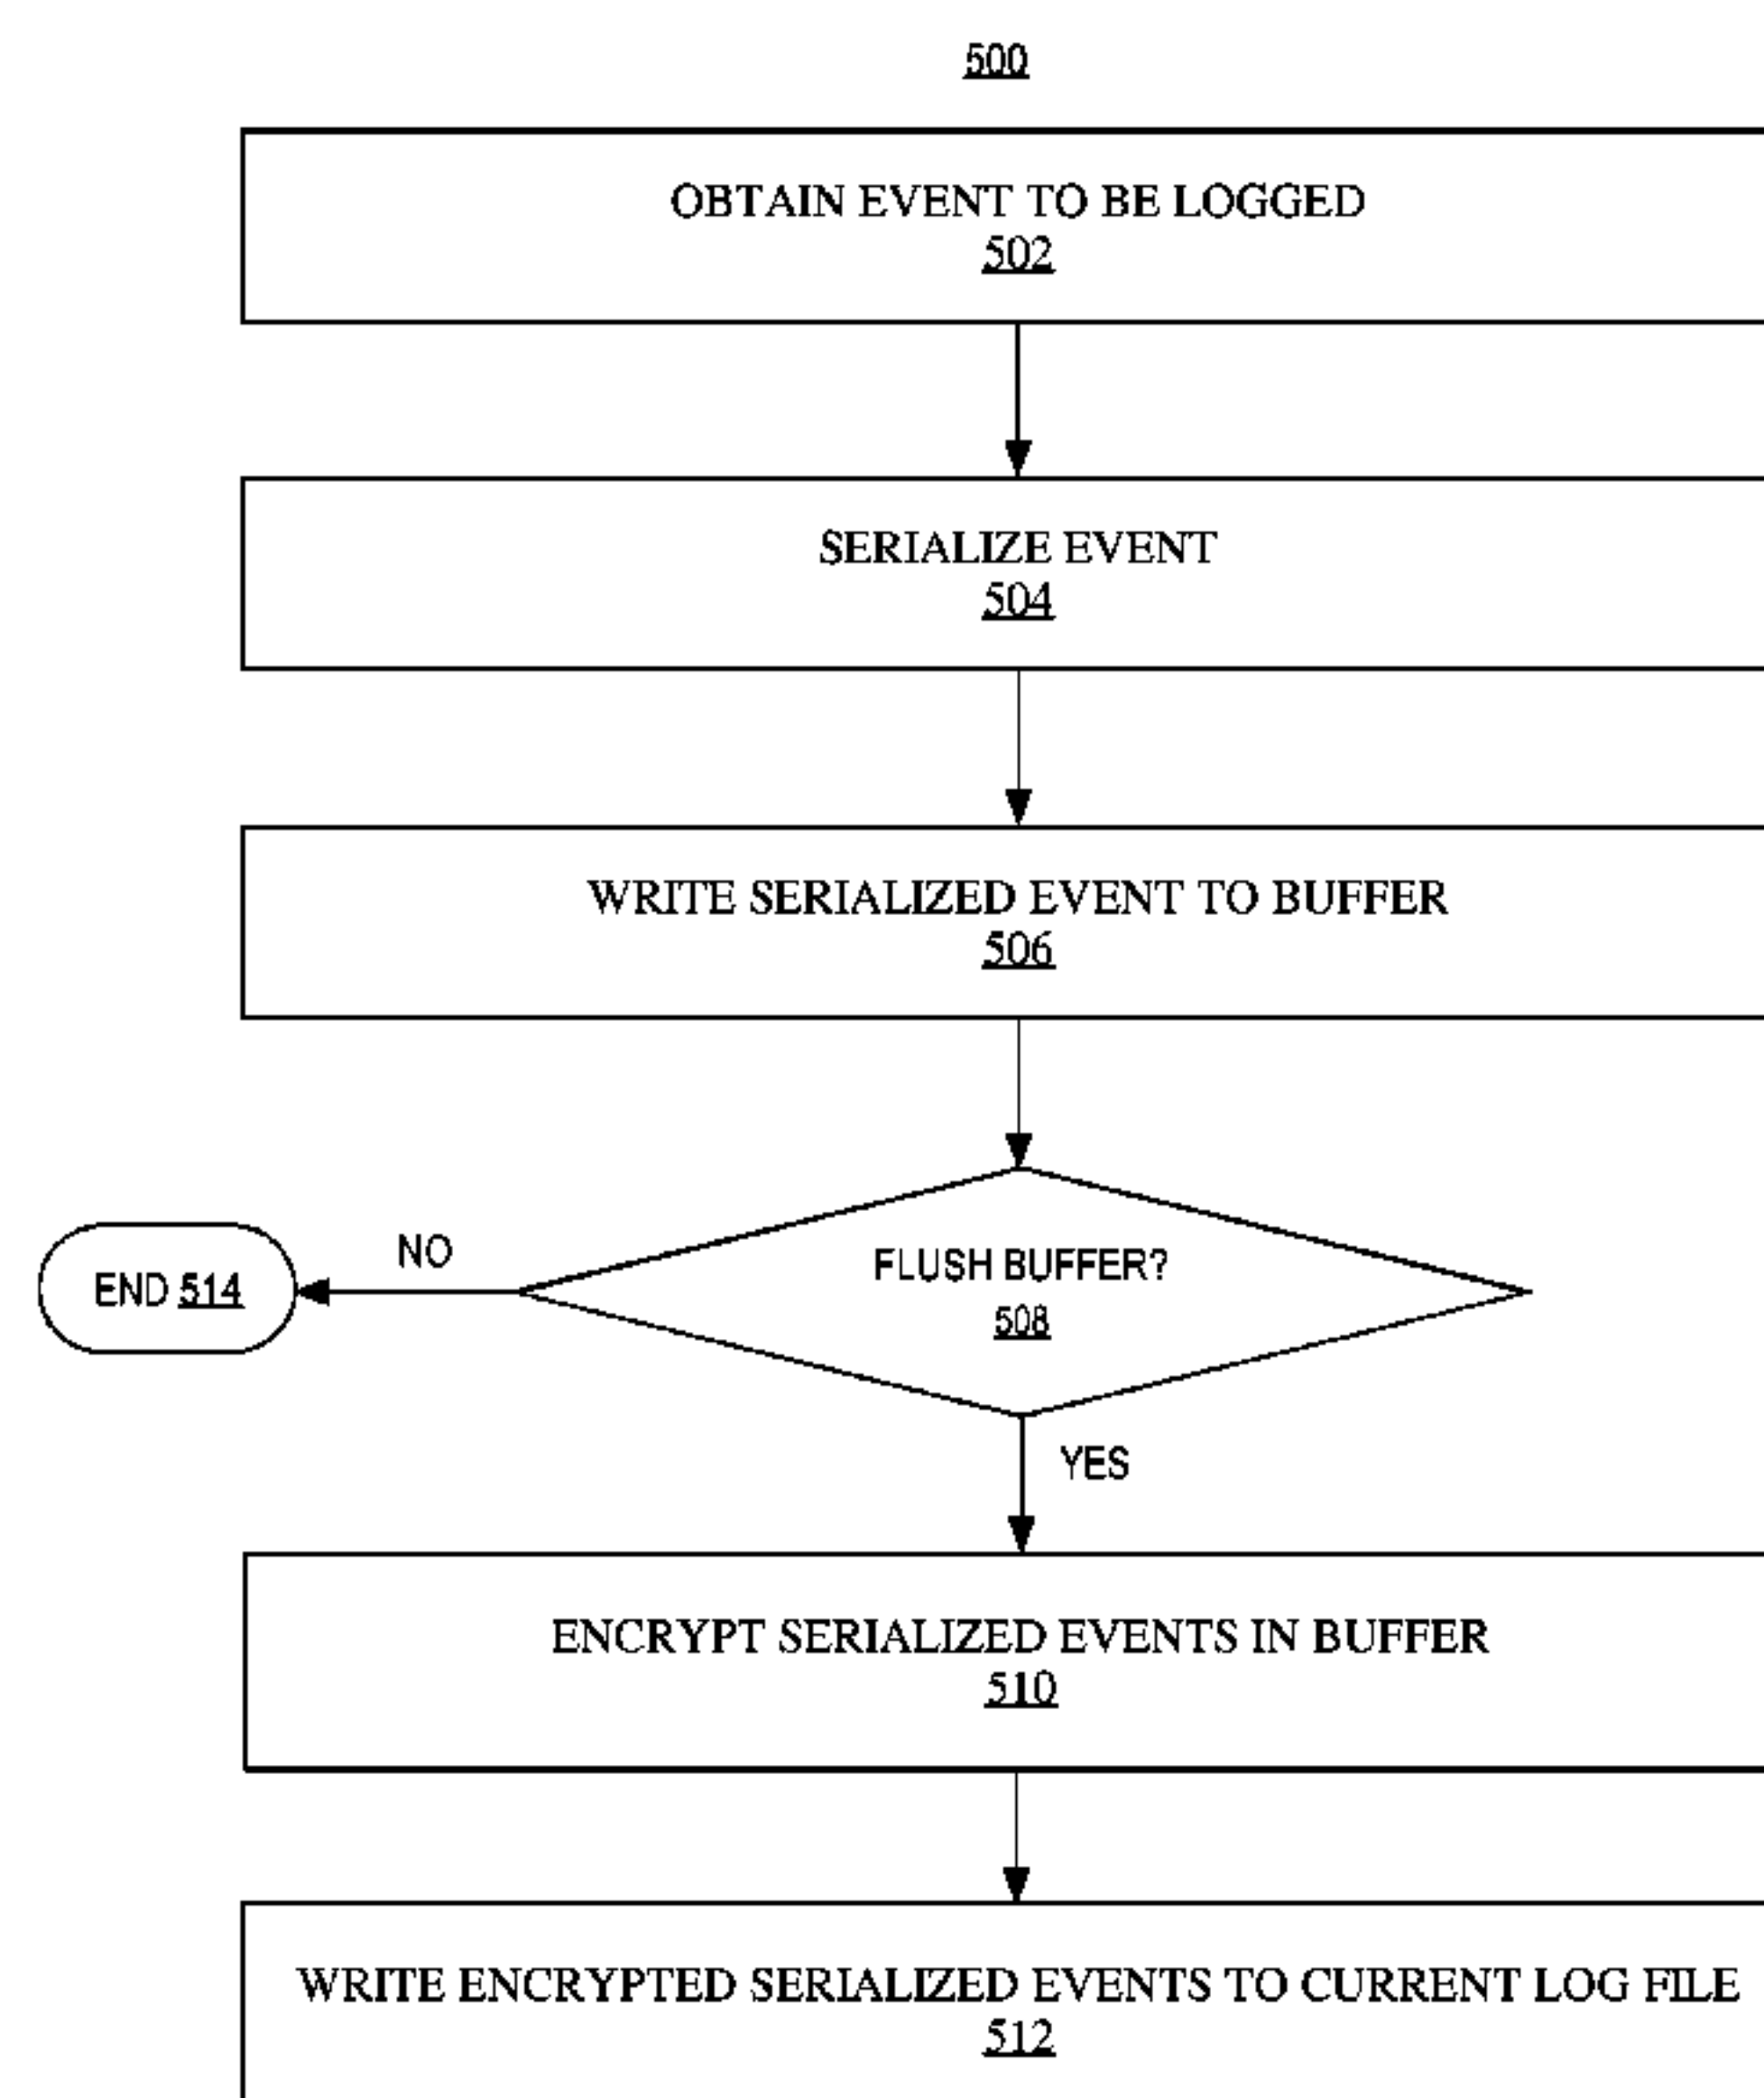 500
OBTAIN EVENT TO BE LOGGED
502
SERIALIZE EVENT
504
WRITE SERIALIZED EVENT TO BUFFER
506
FLUSH BUFFER?
508
NO
END 514
YES
ENCRYPT SERIALIZED EVENTS IN BUFFER
510
WRITE ENCRYPTED SERIALIZED EVENTS TO CURRENT LOG FILE
512